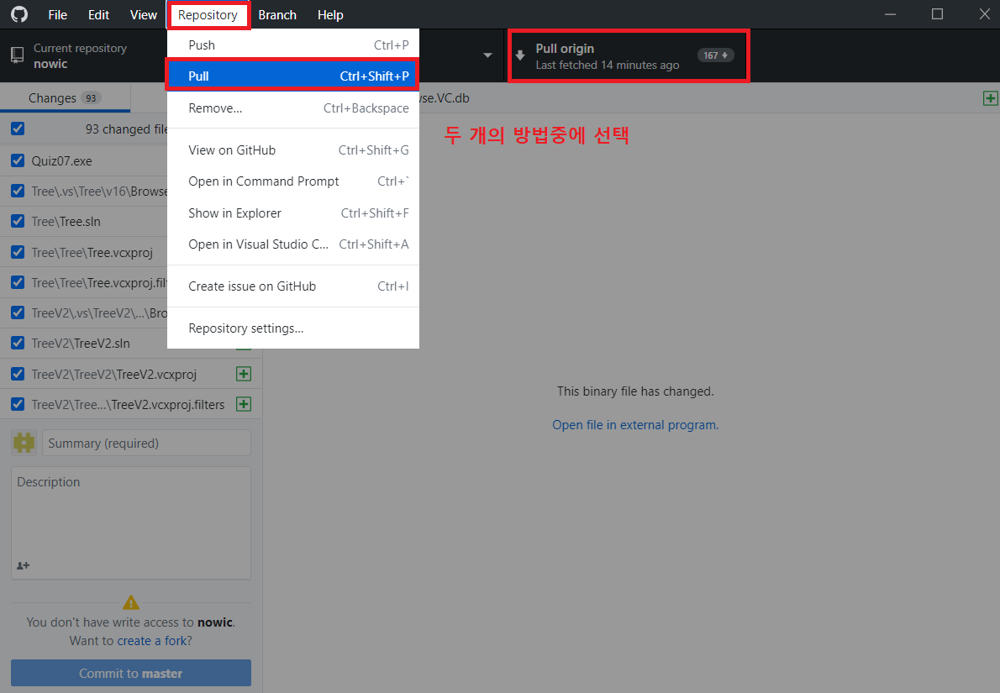 File Edit View Repository Branch Help
Current repository
nowic
Pull origin
Last fetched 14 minutes ago
167
Push Ctrl+P
Pull Ctrl+Shift+P
Remove... Ctrl+Backspace
View on GitHub Ctrl+Shift+G
Open in Command Prompt Ctrl+`
Show in Explorer Ctrl+Shift+F
Open in Visual Studio C... Ctrl+Shift+A
Create issue on GitHub Ctrl+I
Repository settings...
Changes 93
93 changed file
Quiz07.exe
Tree\.vs\Tree\v16\Browse
Tree\Tree.sln
Tree\Tree\Tree.vcxproj
Tree\Tree\Tree.vcxproj.filt
TreeV2\.vs\TreeV2\...\Bro
TreeV2\TreeV2.sln
TreeV2\TreeV2\TreeV2.vcxproj
TreeV2\Tree...\TreeV2.vcxproj.filters
Summary (required)
Description
You don't have write access to nowic.
Want to create a fork?
Commit to master
wse.VC.db
두 개의 방법중에 선택
This binary file has changed.
Open file in external program.